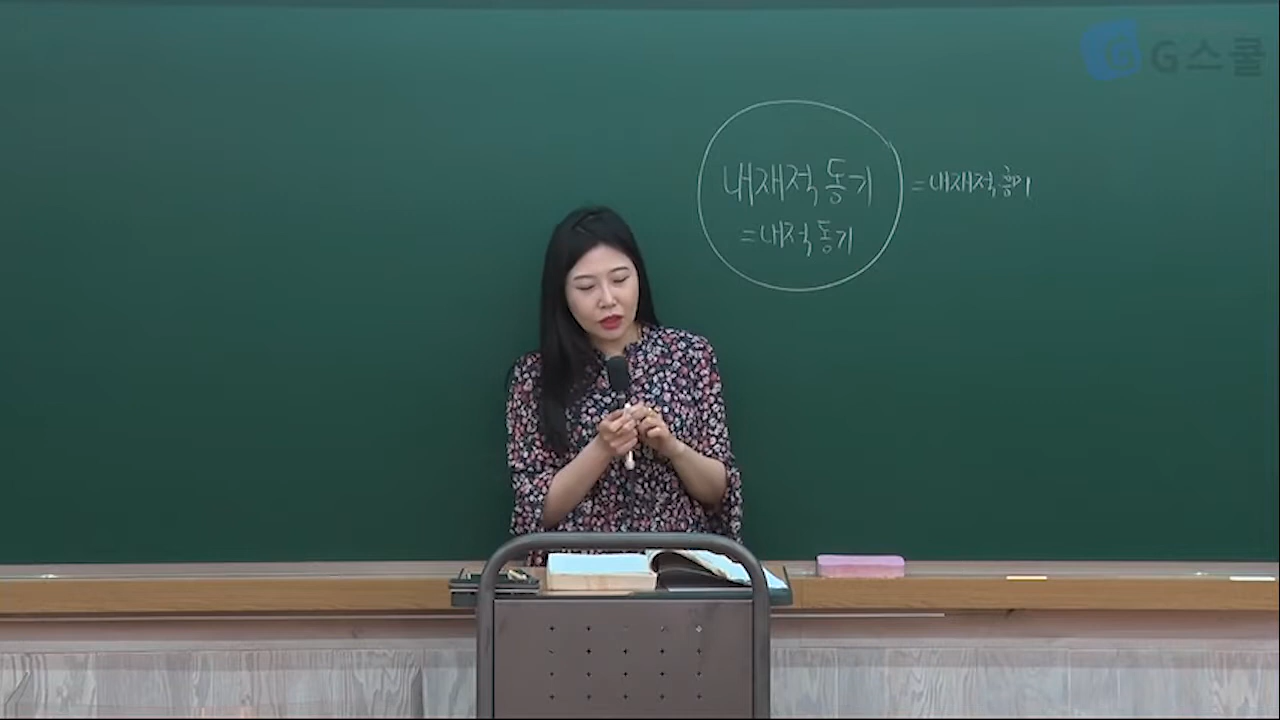 G스쿨
내재적 동기 = 내재적 흥미
= 내적 동기